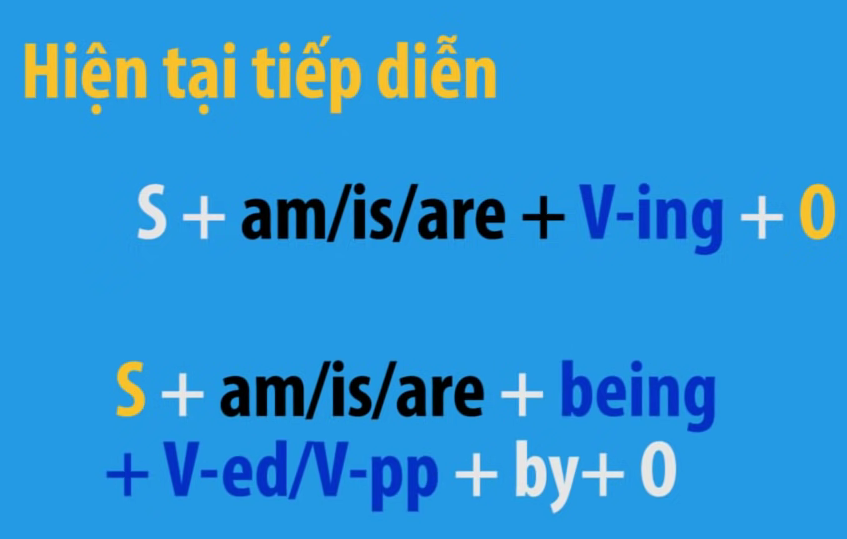 Hiện tại tiếp diễn
S + am/is/are + V-ing + O
S + am/is/are + being
+ V-ed/V-pp + by+ O